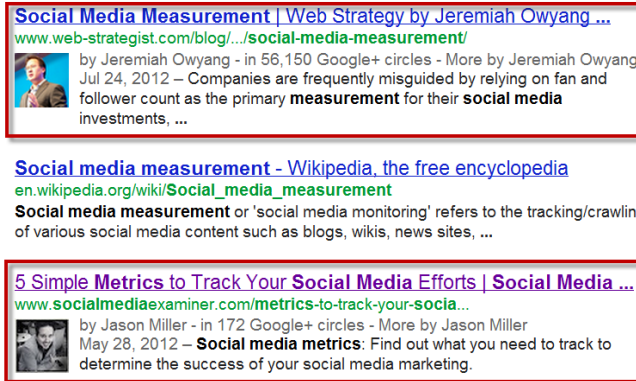 Social Media Measurement | Web Strategy by Jeremiah Owyang ...
www.web-strategist.com/blog/.../social-media-measurement/
by Jeremiah Owyang - in 56,150 Google+ circles - More by Jeremiah Owyang
Jul 24, 2012 – Companies are frequently misguided by relying on fan and
follower count as the primary measurement for their social media
investments, ...
Social media measurement - Wikipedia, the free encyclopedia
en.wikipedia.org/wiki/Social_media_measurement
Social media measurement or 'social media monitoring' refers to the tracking/crawlin
of various social media content such as blogs, wikis, news sites, ...
5 Simple Metrics to Track Your Social Media Efforts | Social Media ...
www.socialmediaexaminer.com/metrics-to-track-your-socia...
by Jason Miller - in 172 Google+ circles - More by Jason Miller
May 28, 2012 – Social media metrics: Find out what you need to track to
determine the success of your social media marketing.